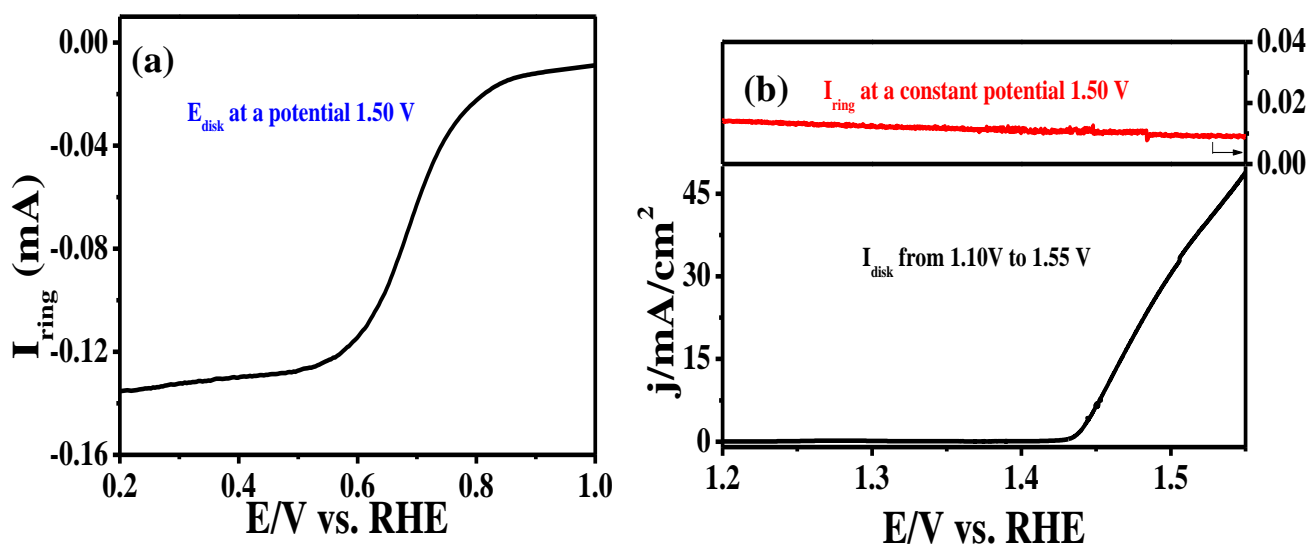 (a)
E_disk at a potential 1.50 V
I_ring (mA)
0.00
-0.04
-0.08
-0.12
-0.16
0.2 0.4 0.6 0.8 1.0
E/V vs. RHE
(b)
I_ring at a constant potential 1.50 V
0.04
0.02
0.00
j/mA/cm²
45
30
15
0
I_disk from 1.10V to 1.55 V
1.2 1.3 1.4 1.5
E/V vs. RHE